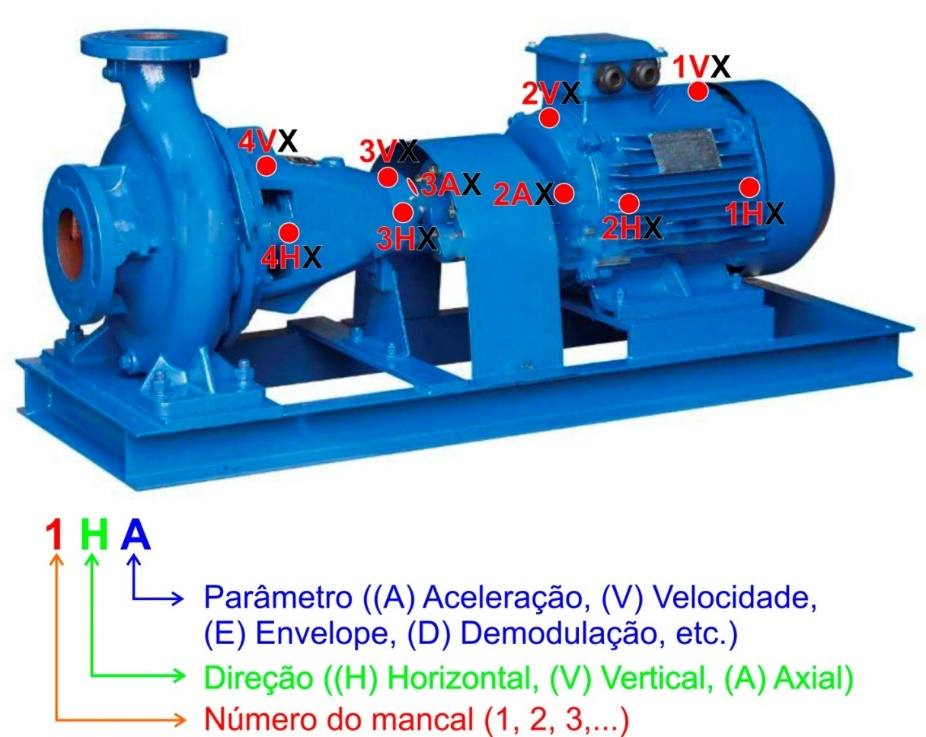 1VX
2VX
4VX
3VX
3AX
2AX
1HX
2HX
3HX
4HX
1 H A
Parâmetro ((A) Aceleração, (V) Velocidade,
(E) Envelope, (D) Demodulação, etc.)
Direção ((H) Horizontal, (V) Vertical, (A) Axial)
Número do mancal (1, 2, 3,...)